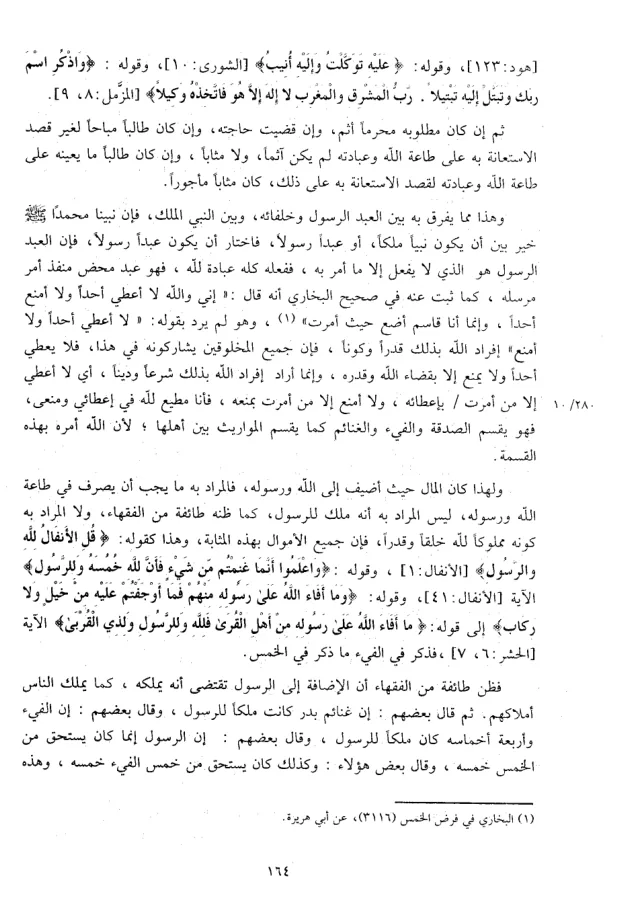 [هود:١٢٣]، وقوله: ﴿ عَلَيْهِ تَوَكَّلْتُ وَإِلَيْهِ أُنِيبُ﴾ [الشورى:١٠]، وقوله : ﴿وَاذْكُرِ اسْمَ
ربك وَتَبَتَّلْ إِلَيْهِ تَبْتِيلاً . رَبُّ الْمَشْرِقِ وَالْمَغْرِبِ لا إِلَهَ إِلاَّ هُوَ فَاتَّخِذْهُ وَكِيلاً﴾ [المزَّمل:٨، ٩].
ثم إن كان مطلوبه محرماً أثم، وإن قضيت حاجته، وإن كان طالباً مباحاً لغير قصد
الاستعانة به على طاعة الله وعبادته لم يكن آثماً، ولا مثاباً ، وإن كان طالباً ما يعينه على
طاعة الله وعبادته لقصد الاستعانة به على ذلك، كان مثاباً مأجوراً.
وهذا مما يفرق به بين العبد الرسول وخلفائه، وبين النبي الملك، فإن نبينا محمداً ﷺ
خير بين أن يكون نبياً ملكاً، أو عبداً رسولاً، فاختار أن يكون عبداً رسولاً، فإن العبد
الرسول هو الذي لا يفعل إلا ما أمر به ، ففعله كله عبادة لله ، فهو عبد محض منفذ أمر
مرسله ، كما ثبت عنه في صحيح البخاري أنه قال :« إني والله لا أعطي أحداً ولا أمنع
أحداً ، وإنما أنا قاسم أضع حيث أمرت» (١) ، وهو لم يرد بقوله: « لا أعطي أحداً ولا
أمنع» إفراد الله بذلك قدراً وكوناً ، فإن جميع المخلوقين يشاركونه في هذا، فلا يعطي
أحداً ولا يمنع إلا بقضاء الله وقدره ، وإنما أراد إفراد الله بذلك شرعاً وديناً ، أي لا أعطي
إلا من أمرت / بإعطائه ، ولا أمنع إلا من أمرت بمنعه ، فأنا مطيع لله في إعطائي ومنعى، ١٠/٢٨٠
فهو يقسم الصدقة والفيء والغنائم كما يقسم المواريث بين أهلها ؛ لأن الله أمره بهذه
القسمة.
ولهذا كان المال حيث أضيف إلى الله ورسوله، فالمراد به ما يجب أن يصرف في طاعة
الله ورسوله، ليس المراد به أنه ملك للرسول، كما ظنه طائفة من الفقهاء، ولا المراد به
كونه مملوكاً لله خلقاً وقدراً، فإن جميع الأموال بهذه المثابة، وهذا كقوله: ﴿ قُلِ الأَنفَالُ لِلَّهِ
وَالرَّسُولِ﴾ [الأنفال:١] ، وقوله : ﴿وَاعْلَمُوا أَنَّمَا غَنِمْتُم مِّن شَيْءٍ فَأَنَّ لِلَّهِ خُمُسَهُ وَلِلرَّسُولِ﴾
الآية [الأنفال:٤١]، وقوله: ﴿وَمَا أَفَاءَ اللَّهُ عَلَىٰ رَسُولِهِ مِنْهُمْ فَمَا أَوْجَفْتُمْ عَلَيْهِ مِنْ خَيْلٍ وَلا
رِكَابٍ﴾ إلى قوله: ﴿ مَا أَفَاءَ اللَّهُ عَلَىٰ رَسُولِهِ مِنْ أَهْلِ الْقُرَىٰ فَلِلَّهِ وَلِلرَّسُولِ وَلِذِي الْقُرْبَىٰ﴾ الآية
[الحشر:٦، ٧] ،فذكر في الفيء ما ذكر في الخمس.
فظن طائفة من الفقهاء أن الإضافة إلى الرسول تقتضى أنه يملكه ، كما يملك الناس
أملاكهم. ثم قال بعضهم : إن غنائم بدر كانت ملكاً للرسول ، وقال بعضهم : إن الفيء
وأربعة أخماسه كان ملكاً للرسول ، وقال بعضهم : إن الرسول إنما كان يستحق من
الخمس خمسه ، وقال بعض هؤلاء : وكذلك كان يستحق من خمس الفيء خمسه ، وهذه
(١) البخاري في فرض الخمس (٣١١٦)، عن أبي هريرة.
١٦٤